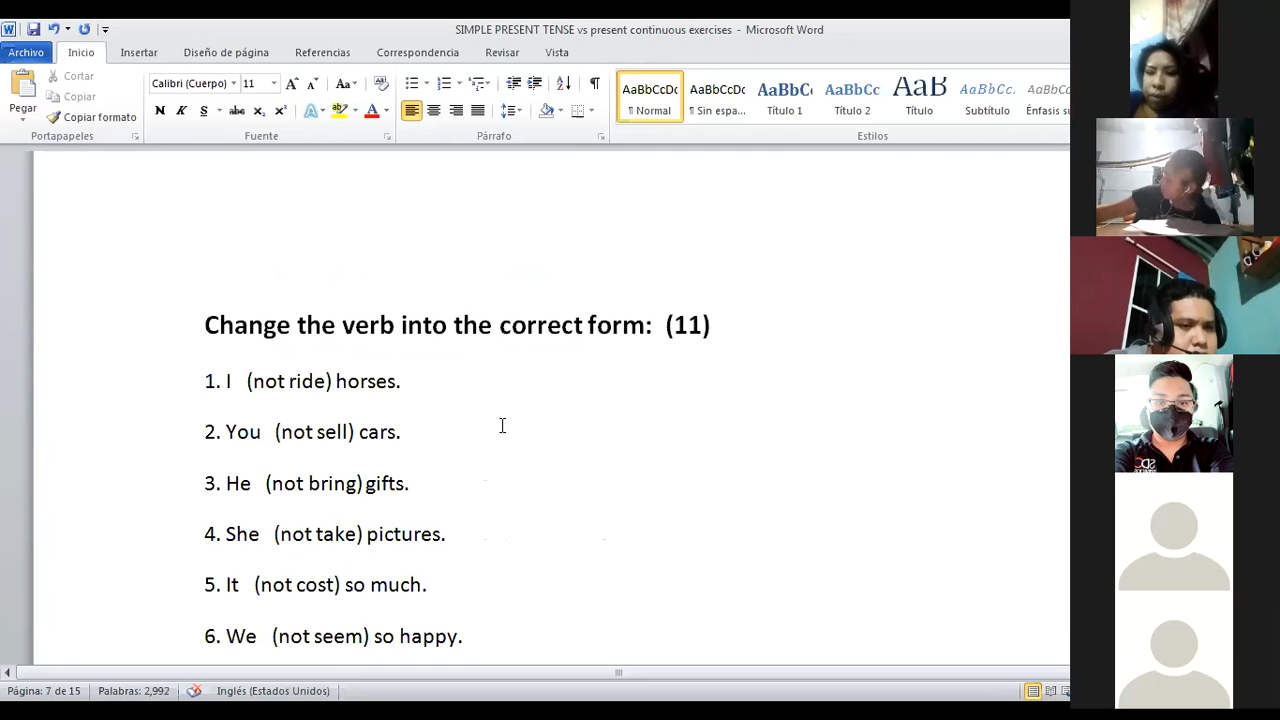 SIMPLE PRESENT TENSE vs present continuous exercises - Microsoft Word
Archivo Inicio Insertar Diseño de página Referencias Correspondencia Revisar Vista
Pegar
Cortar
Copiar
Copiar formato
Portapapeles
Calibri (Cuerpo) 11
N K S abc
Fuente
Párrafo
AaBbCcDc AaBbCcDc AaBbC AaBbCc AaB AaBbCc. AaBbCcD
¶ Normal ¶ Sin espa... Título 1 Título 2 Título Subtítulo Énfasis su
Estilos
Change the verb into the correct form: (11)
1. I (not ride) horses.
2. You (not sell) cars.
3. He (not bring) gifts.
4. She (not take) pictures.
5. It (not cost) so much.
6. We (not seem) so happy.
SDC
Página: 7 de 15 Palabras: 2,992 Inglés (Estados Unidos)